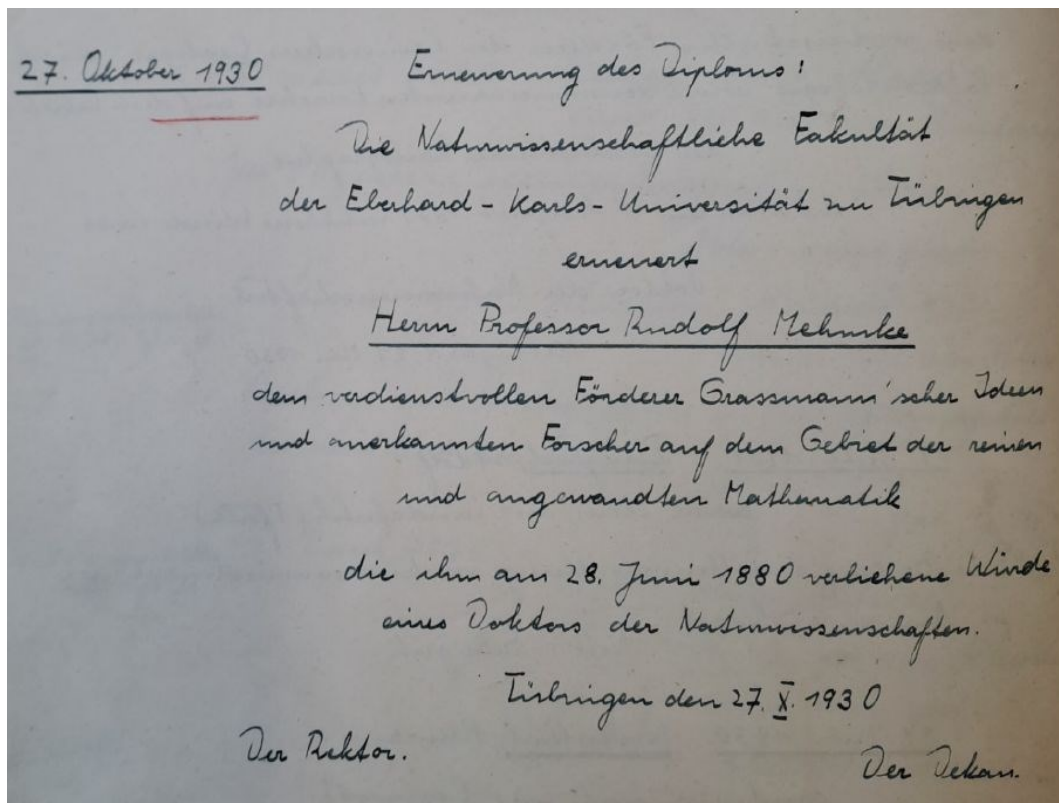 27. Oktober 1930
Erneuerung des Diploms:
Die Naturwissenschaftliche Fakultät
der Eberhard-Karls-Universität zu Tübingen
erneuert
Herrn Professor Rudolf Mehmke
dem verdienstvollen Förderer Grassmann'scher Ideen
und anerkannten Forscher auf dem Gebiet der reinen
und angewandten Mathematik
die ihm am 28. Juni 1880 verliehene Würde
eines Doktors der Naturwissenschaften.
Tübingen den 27. X. 1930
Der Rektor.
Der Dekan.